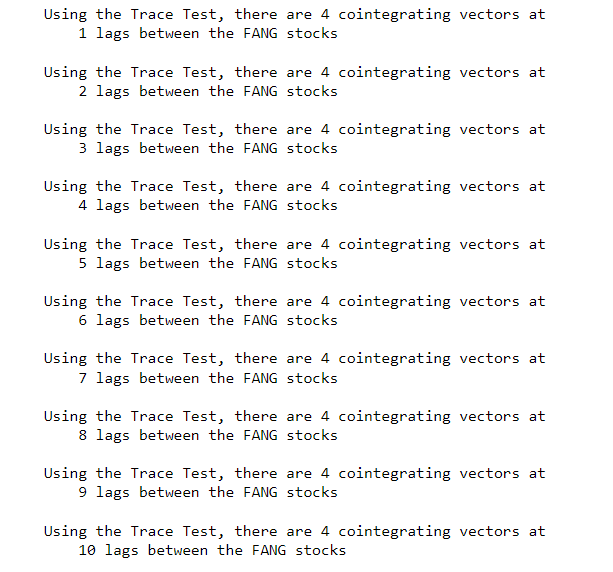 Using the Trace Test, there are 4 cointegrating vectors at
1 lags between the FANG stocks
Using the Trace Test, there are 4 cointegrating vectors at
2 lags between the FANG stocks
Using the Trace Test, there are 4 cointegrating vectors at
3 lags between the FANG stocks
Using the Trace Test, there are 4 cointegrating vectors at
4 lags between the FANG stocks
Using the Trace Test, there are 4 cointegrating vectors at
5 lags between the FANG stocks
Using the Trace Test, there are 4 cointegrating vectors at
6 lags between the FANG stocks
Using the Trace Test, there are 4 cointegrating vectors at
7 lags between the FANG stocks
Using the Trace Test, there are 4 cointegrating vectors at
8 lags between the FANG stocks
Using the Trace Test, there are 4 cointegrating vectors at
9 lags between the FANG stocks
Using the Trace Test, there are 4 cointegrating vectors at
10 lags between the FANG stocks